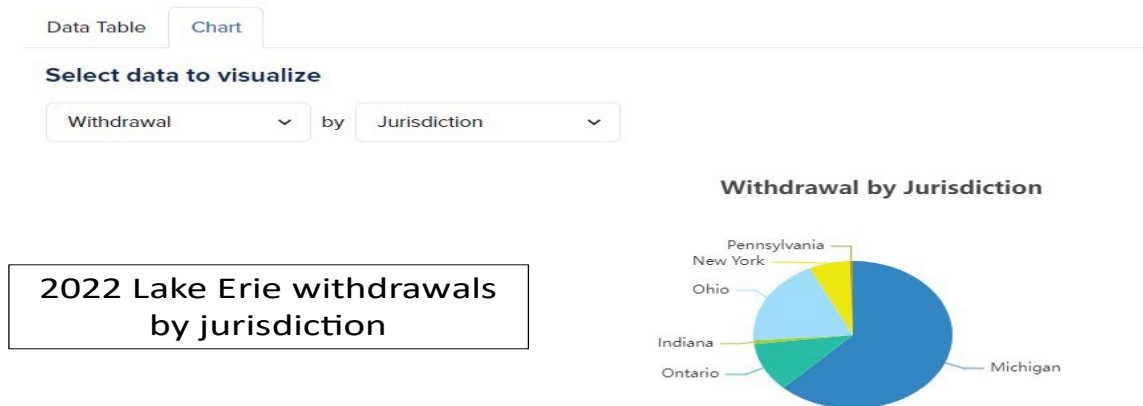 Data Table Chart
Select data to visualize
Withdrawal by Jurisdiction
Withdrawal by Jurisdiction
2022 Lake Erie withdrawals
by jurisdiction
Pennsylvania
New York
Ohio
Indiana
Ontario
Michigan